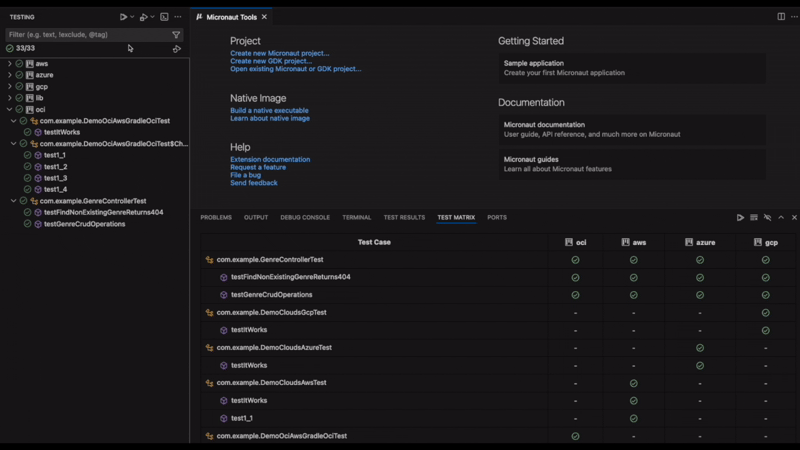 TESTING
Filter (e.g. text, !exclude, @tag)
33/33
aws
azure
gcp
lib
oci
com.example.DemoOciAwsGradleOciTest
testItWorks
com.example.DemoOciAwsGradleOciTest$Ch...
test1_1
test1_2
test1_3
test1_4
com.example.GenreControllerTest
testFindNonExistingGenreReturns404
testGenreCrudOperations
Micronaut Tools
Project
Create new Micronaut project...
Create new GDK project...
Open existing Micronaut or GDK project...
Native Image
Build a native executable
Learn about native image
Help
Extension documentation
Request a feature
File a bug
Send feedback
Getting Started
Sample application
Create your first Micronaut application
Documentation
Micronaut documentation
User guide, API reference, and much more on Micronaut
Micronaut guides
Learn all about Micronaut features
PROBLEMS OUTPUT DEBUG CONSOLE TERMINAL TEST RESULTS TEST MATRIX PORTS
Test Case oci aws azure gcp
com.example.GenreControllerTest
testFindNonExistingGenreReturns404
testGenreCrudOperations
com.example.DemoCloudsGcpTest - - -
testItWorks - - -
com.example.DemoCloudsAzureTest - - -
testItWorks - - -
com.example.DemoCloudsAwsTest - - -
testItWorks - - -
test1_1 - - -
com.example.DemoOciAwsGradleOciTest - - -